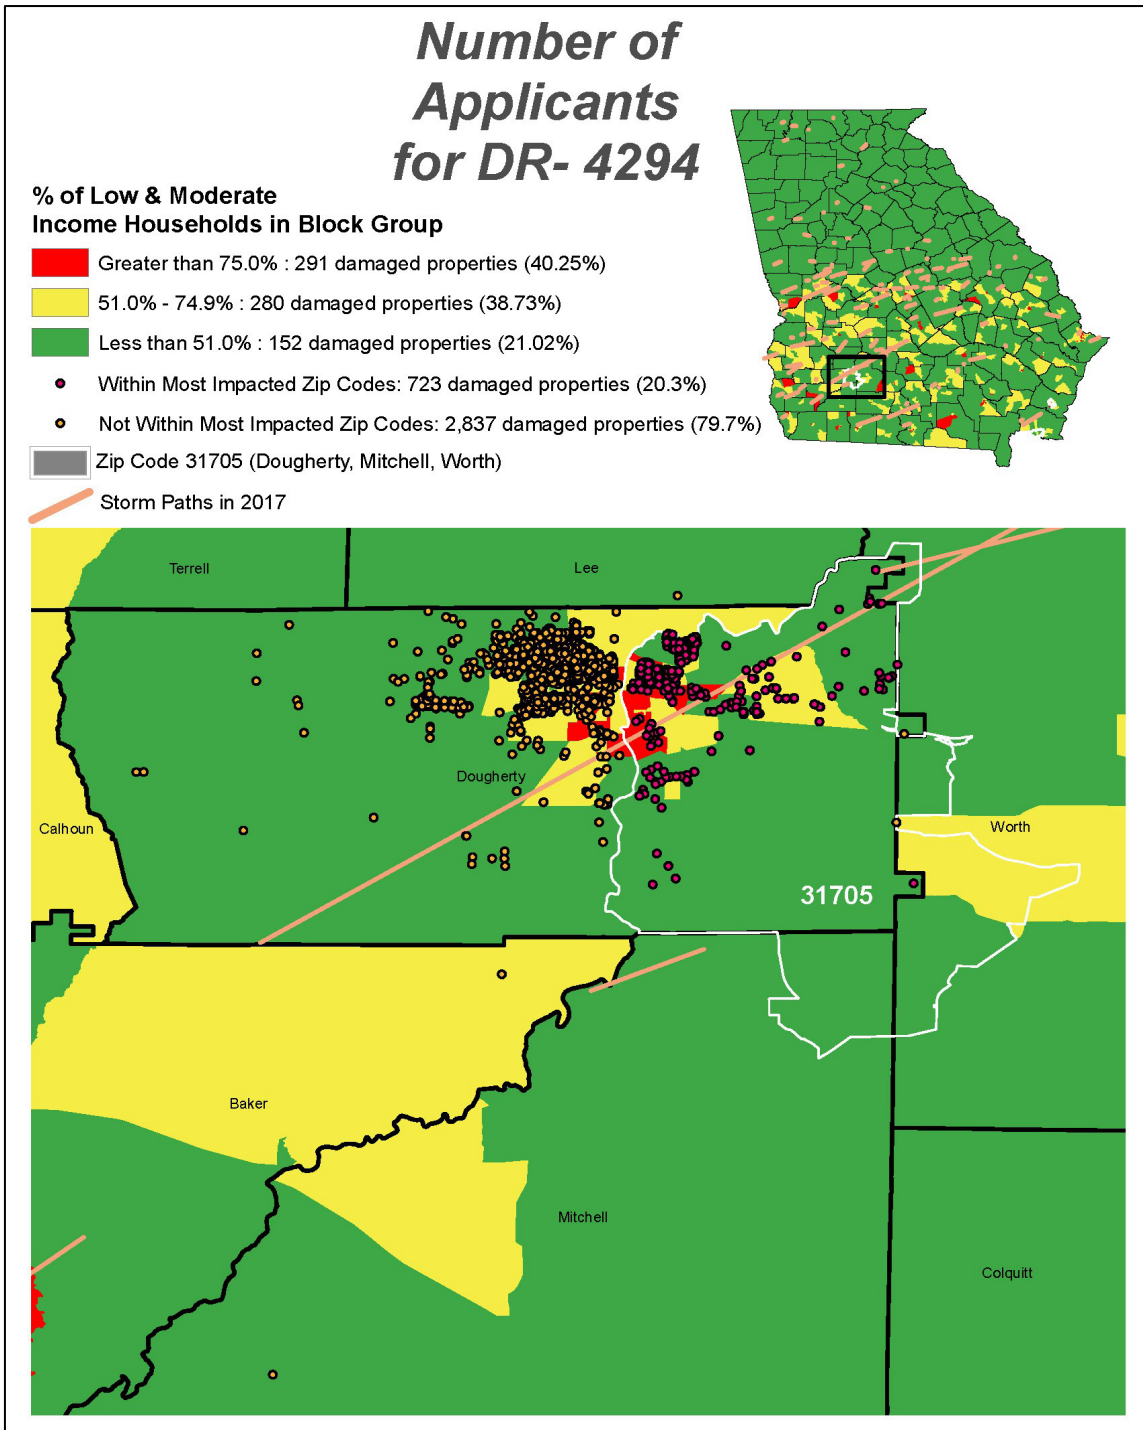 Number of
Applicants
for DR- 4294
% of Low & Moderate
Income Households in Block Group
Greater than 75.0% : 291 damaged properties (40.25%)
51.0% - 74.9% : 280 damaged properties (38.73%)
Less than 51.0% : 152 damaged properties (21.02%)
Within Most Impacted Zip Codes: 723 damaged properties (20.3%)
Not Within Most Impacted Zip Codes: 2,837 damaged properties (79.7%)
Zip Code 31705 (Dougherty, Mitchell, Worth)
Storm Paths in 2017
Terrell
Lee
Dougherty
Calhoun
Worth
31705
Baker
Mitchell
Colquitt